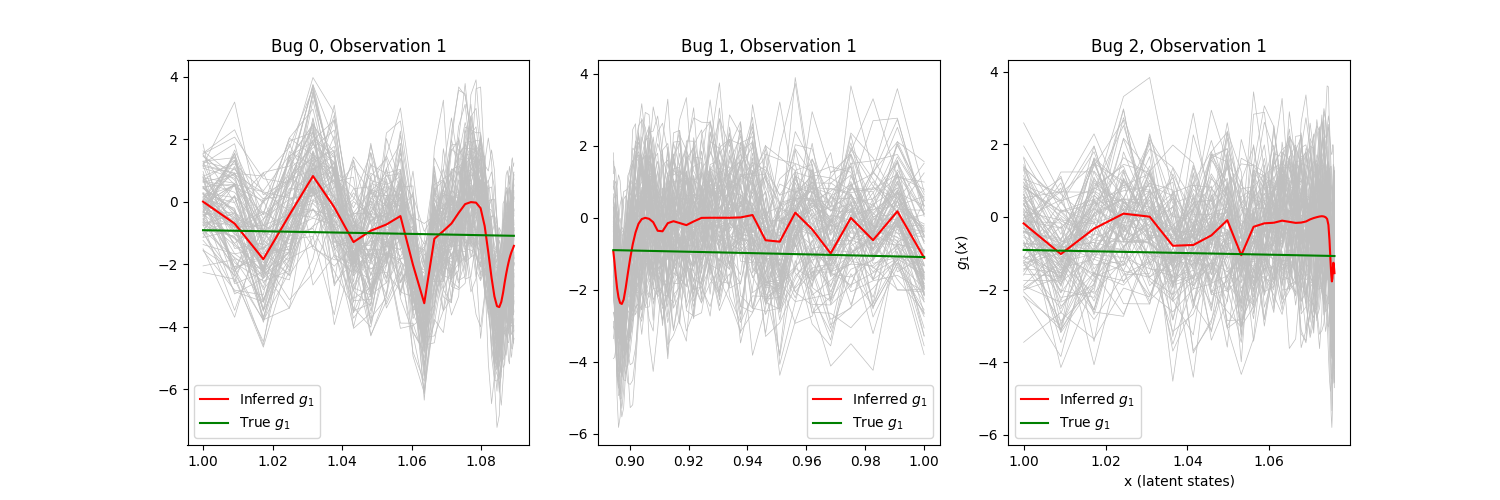 Bug 0, Observation 1
4
2
0
−2
−4
−6
1.00 1.02 1.04 1.06 1.08
Inferred g₁
True g₁
Bug 1, Observation 1
4
2
0
−2
−4
−6
0.90 0.92 0.94 0.96 0.98 1.00
Inferred g₁
True g₁
Bug 2, Observation 1
g₁(x)
4
2
0
−2
−4
−6
1.00 1.02 1.04 1.06
x (latent states)
Inferred g₁
True g₁